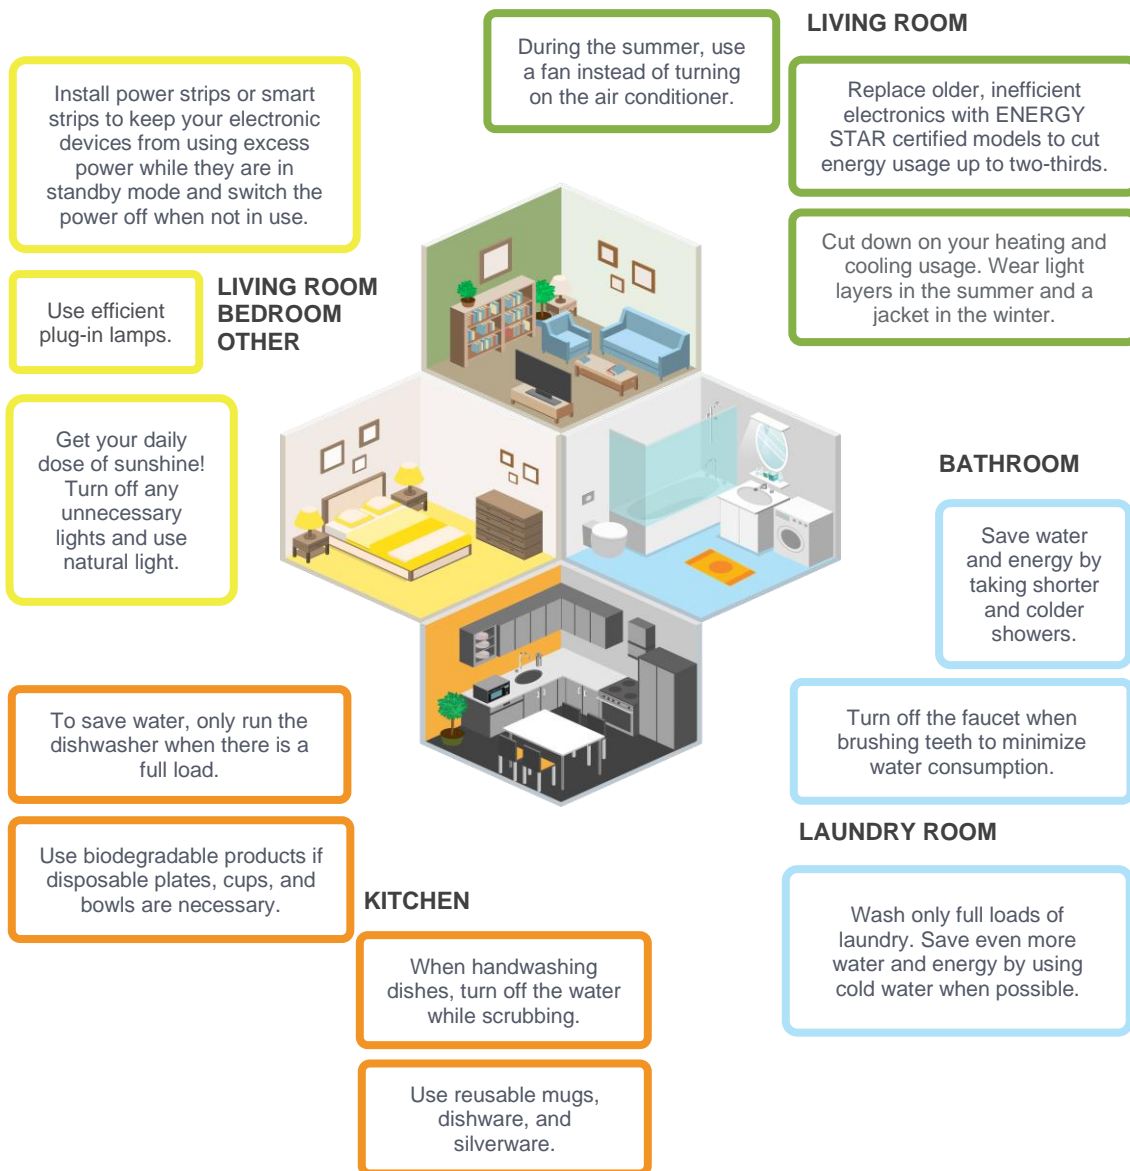 LIVING ROOM
During the summer, use
a fan instead of turning
on the air conditioner.
Replace older, inefficient
electronics with ENERGY
STAR certified models to cut
energy usage up to two-thirds.
Cut down on your heating and
cooling usage. Wear light
layers in the summer and a
jacket in the winter.
Install power strips or smart
strips to keep your electronic
devices from using excess
power while they are in
standby mode and switch the
power off when not in use.
LIVING ROOM
BEDROOM
OTHER
Use efficient
plug-in lamps.
Get your daily
dose of sunshine!
Turn off any
unnecessary
lights and use
natural light.
BATHROOM
Save water
and energy by
taking shorter
and colder
showers.
Turn off the faucet when
brushing teeth to minimize
water consumption.
LAUNDRY ROOM
Wash only full loads of
laundry. Save even more
water and energy by using
cold water when possible.
To save water, only run the
dishwasher when there is a
full load.
Use biodegradable products if
disposable plates, cups, and
bowls are necessary.
KITCHEN
When handwashing
dishes, turn off the water
while scrubbing.
Use reusable mugs,
dishware, and
silverware.